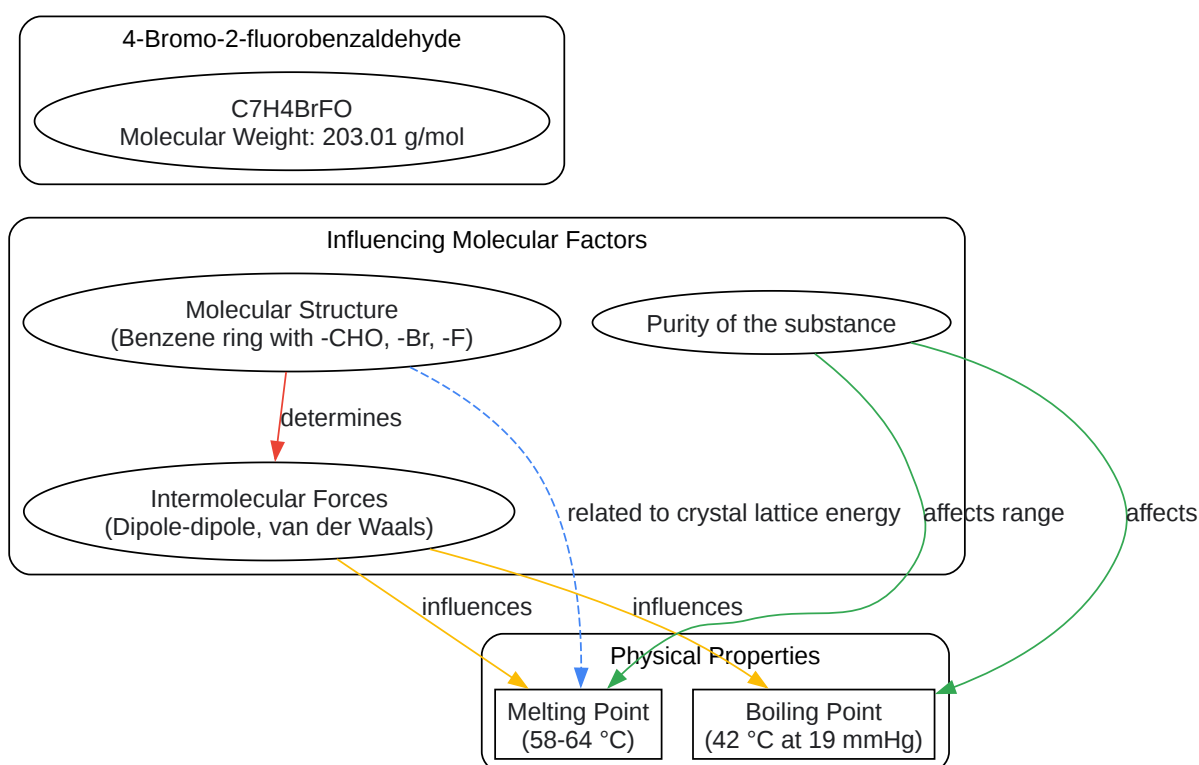 4-Bromo-2-fluorobenzaldehyde
C7H4BrFO
Molecular Weight: 203.01 g/mol
Influencing Molecular Factors
Molecular Structure
(Benzene ring with -CHO, -Br, -F)
Purity of the substance
determines
Intermolecular Forces
(Dipole-dipole, van der Waals)
related to crystal lattice energy
affects range
affects
influences
influences
Physical Properties
Melting Point
(58-64 °C)
Boiling Point
(42 °C at 19 mmHg)